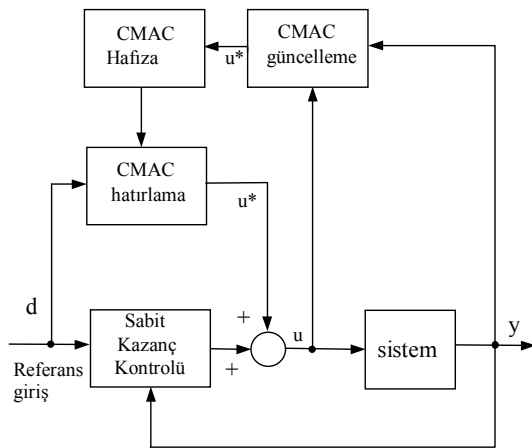 CMAC
Hafıza
u*
CMAC
güncelleme
CMAC
hatırlama
u*
d
Referans
giriş
Sabit
Kazanç
Kontrolü
+
+
u
sistem
y